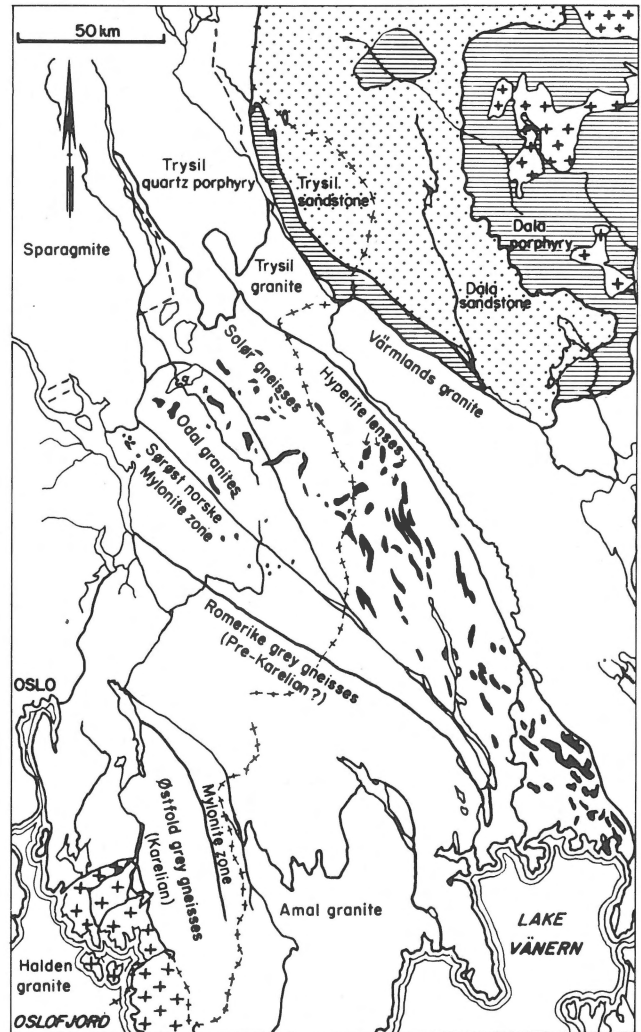 50 km
Trysil
quartz porphyry
Trysil
sandstone
Sparagmite
Dala
porphyry
Trysil
granite
Dala
sandstone
Solør gneisses
Värmlands granite
Hyperite lenses
Odal granites
Sørøst norske
Mylonite zone
Romerike grey gneisses
(Pre-Karelian?)
OSLO
Østfold grey gneisses
(Karelian)
Mylonite zone
Amal granite
LAKE
VÄNERN
Halden
granite
OSLOFJORD